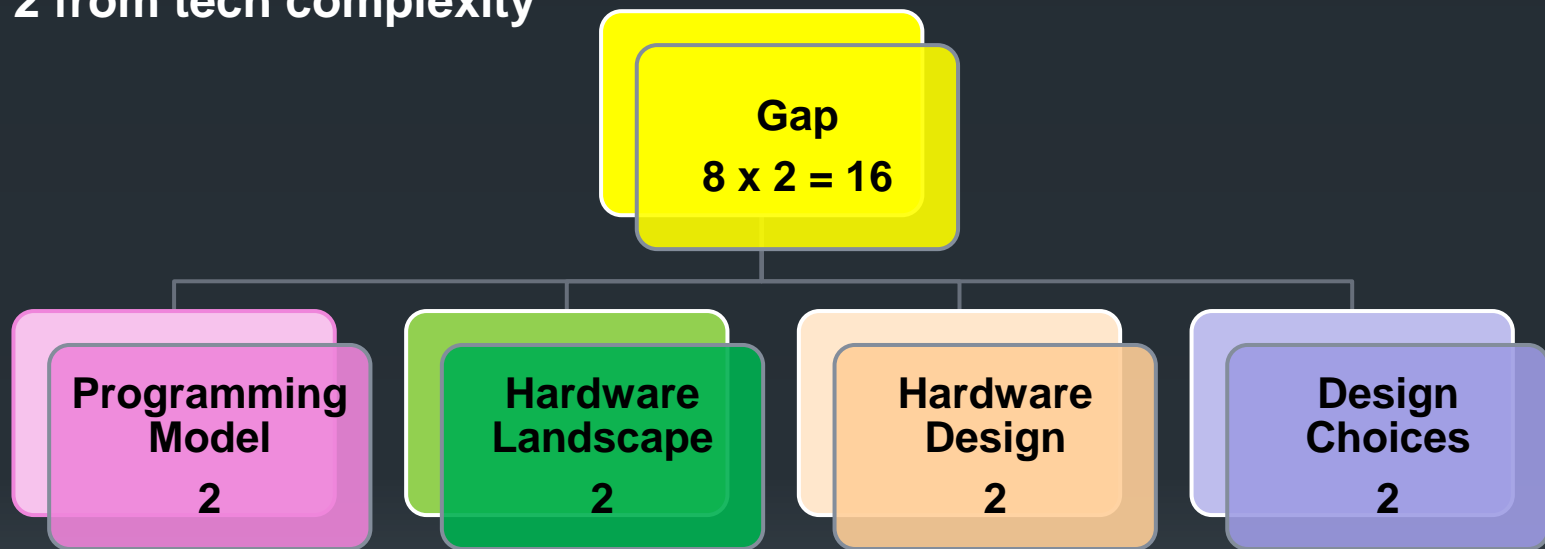 2 from tech complexity
Gap
8 x 2 = 16
Programming
Model
2
Hardware
Landscape
2
Hardware
Design
2
Design
Choices
2